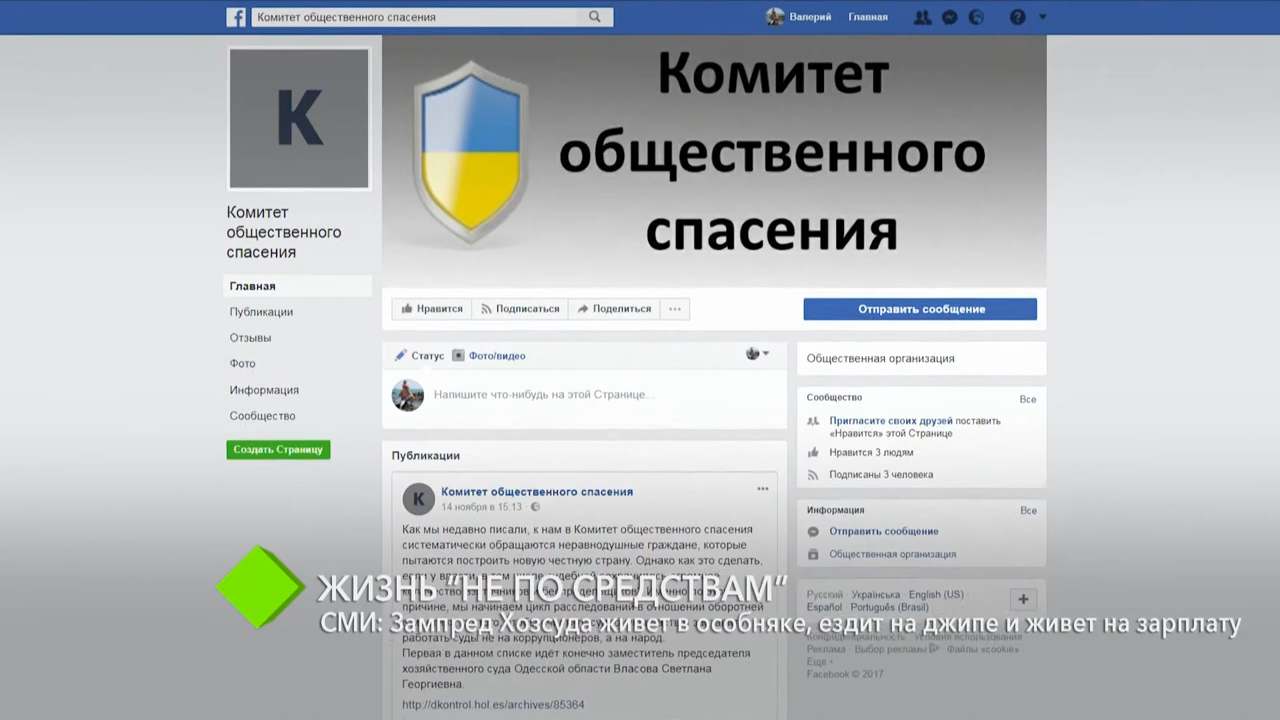 Комитет общественного спасения
Валерий
Главная
К
Комитет
общественного
спасения
Комитет
общественного
спасения
Главная
Публикации
Отзывы
Фото
Информация
Сообщество
Создать Страницу
Нравится
Подписаться
Поделиться
Отправить сообщение
Статус
Фото/видео
Напишите что-нибудь на этой Странице...
Публикации
К
Комитет общественного спасения
14 ноября в 15:13
Как мы недавно писали, к нам в Комитет общественного спасения
систематически обращаются неравнодушные граждане, которые
пытаются построить новую честную страну. Однако как это сделать,
причине, мы начинаем цикл расследований в отношении оборотней
работать суды не на коррупционеров, а на народ.
Первая в данном списке идёт конечно заместитель председателя
хозяйственного суда Одесской области Власова Светлана
Георгиевна.
http://dkontrol.hol.es/archives/85364
Общественная организация
Сообщество
Все
Пригласите своих друзей поставить
«Нравится» этой Странице
Нравится 3 людям
Подписаны 3 человека
Информация
Все
Отправить сообщение
Общественная организация
Русский · Українська · English (US)
Español · Português (Brasil)
Конфиденциальность · Условия использования
Реклама · Выбор рекламы · Файлы «cookie»
Еще
Facebook © 2017
ЖИЗНЬ “НЕ ПО СРЕДСТВАМ“
СМИ: Зампред Хозсуда живет в особняке, ездит на джипе и живет на зарплату